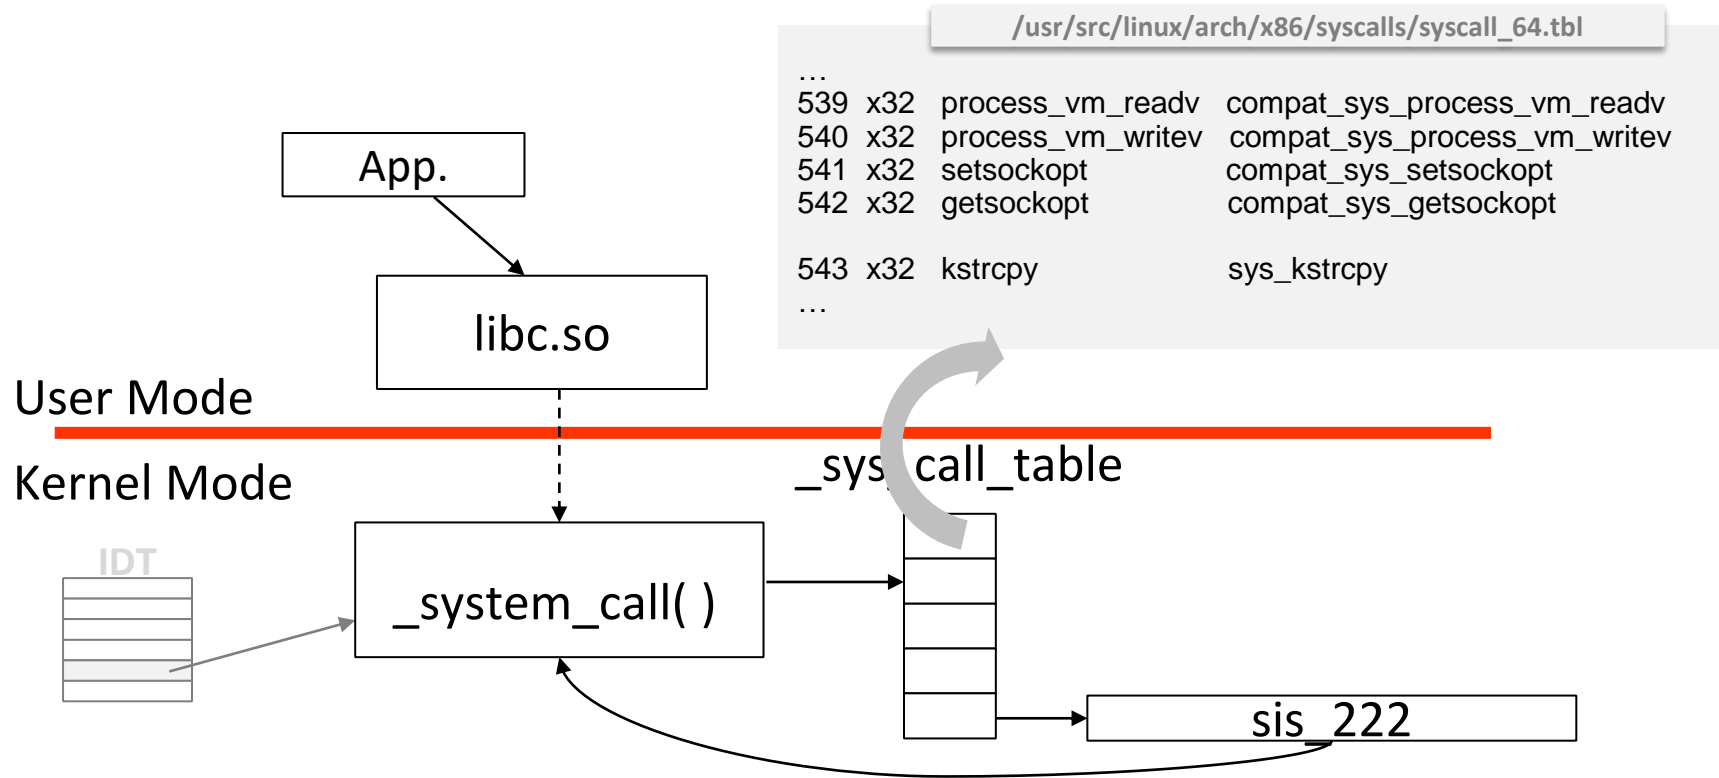 /usr/src/linux/arch/x86/syscalls/syscall_64.tbl
…
539 x32 process_vm_readv compat_sys_process_vm_readv
540 x32 process_vm_writev compat_sys_process_vm_writev
541 x32 setsockopt compat_sys_setsockopt
542 x32 getsockopt compat_sys_getsockopt
543 x32 kstrcpy sys_kstrcpy
…
App.
libc.so
User Mode
Kernel Mode
_sys_call_table
IDT
_system_call( )
sis_222